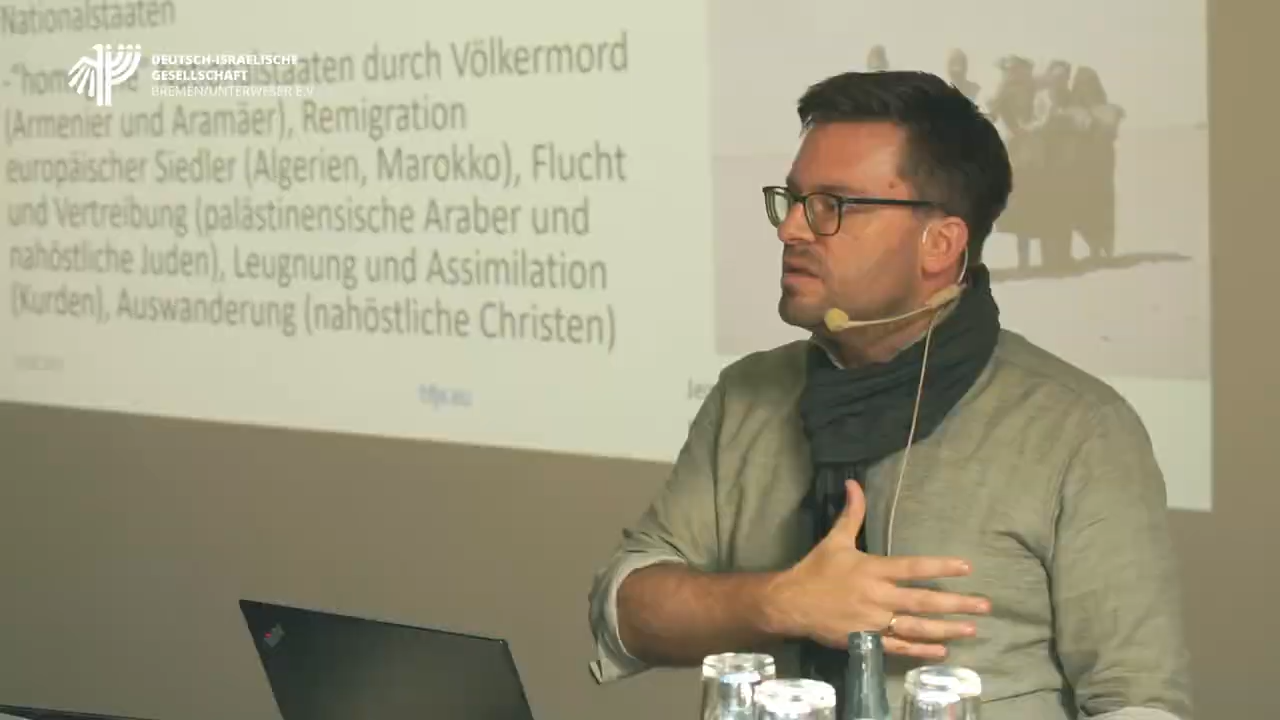 Nationalstaaten
DEUTSCH-ISRAELISCHE
GESELLSCHAFT
BREMEN/UNTERWESER E.V.
-"hom
staaten durch Völkermord
(Armenier und Aramäer), Remigration
europäischer Siedler (Algerien, Marokko), Flucht
und Vertreibung (palästinensische Araber und
nahöstliche Juden), Leugnung und Assimilation
(Kurden), Auswanderung (nahöstliche Christen)